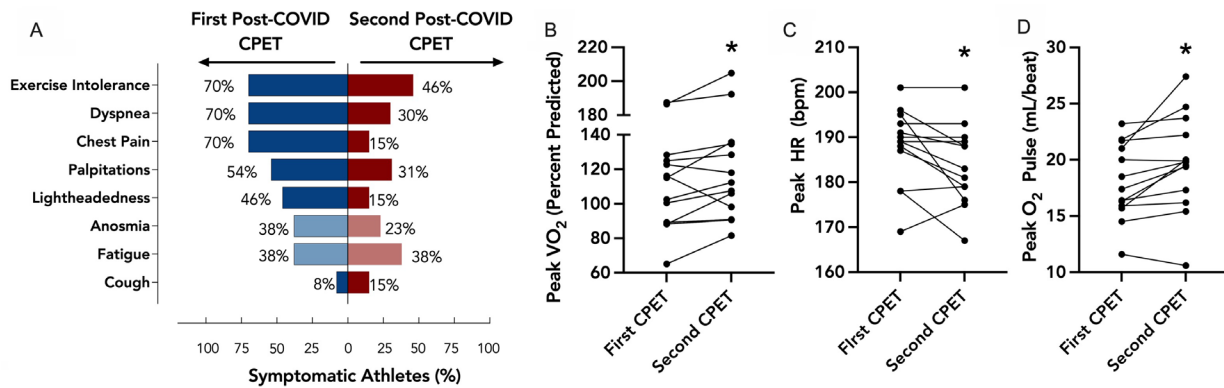 A
First Post-COVID
CPET
Second Post-COVID
CPET
Exercise Intolerance 70% 46%
Dyspnea 70% 30%
Chest Pain 70% 15%
Palpitations 54% 31%
Lightheadedness 46% 15%
Anosmia 38% 23%
Fatigue 38% 38%
Cough 8% 15%
100 75 50 25 0 25 50 75 100
Symptomatic Athletes (%)
B
Peak VO2 (Percent Predicted)
220
200
180
140
120
100
80
60
*
First CPET
Second CPET
C
Peak HR (bpm)
210
200
190
180
170
160
*
FIrst CPET
Second CPET
D
Peak O2 Pulse (mL/beat)
30
25
20
15
10
*
First CPET
Second CPET